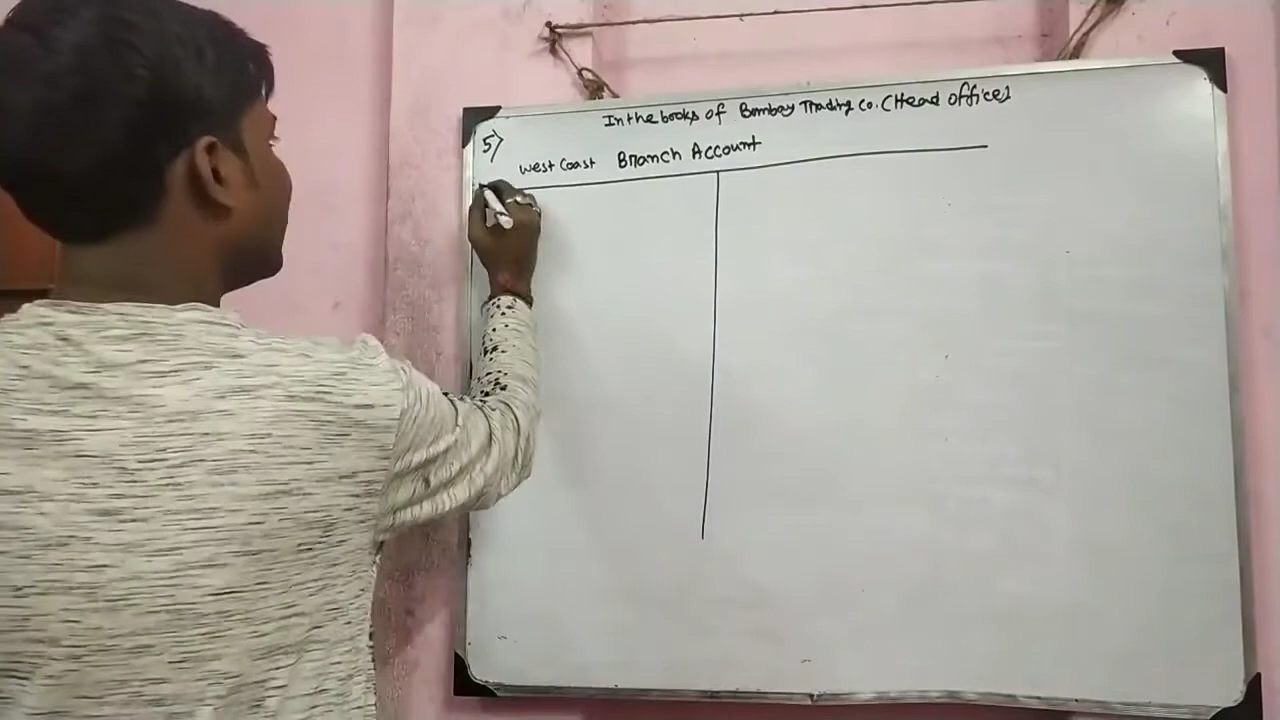 In the books of Bombay Trading Co. (Head office)
5)
West Coast Branch Account